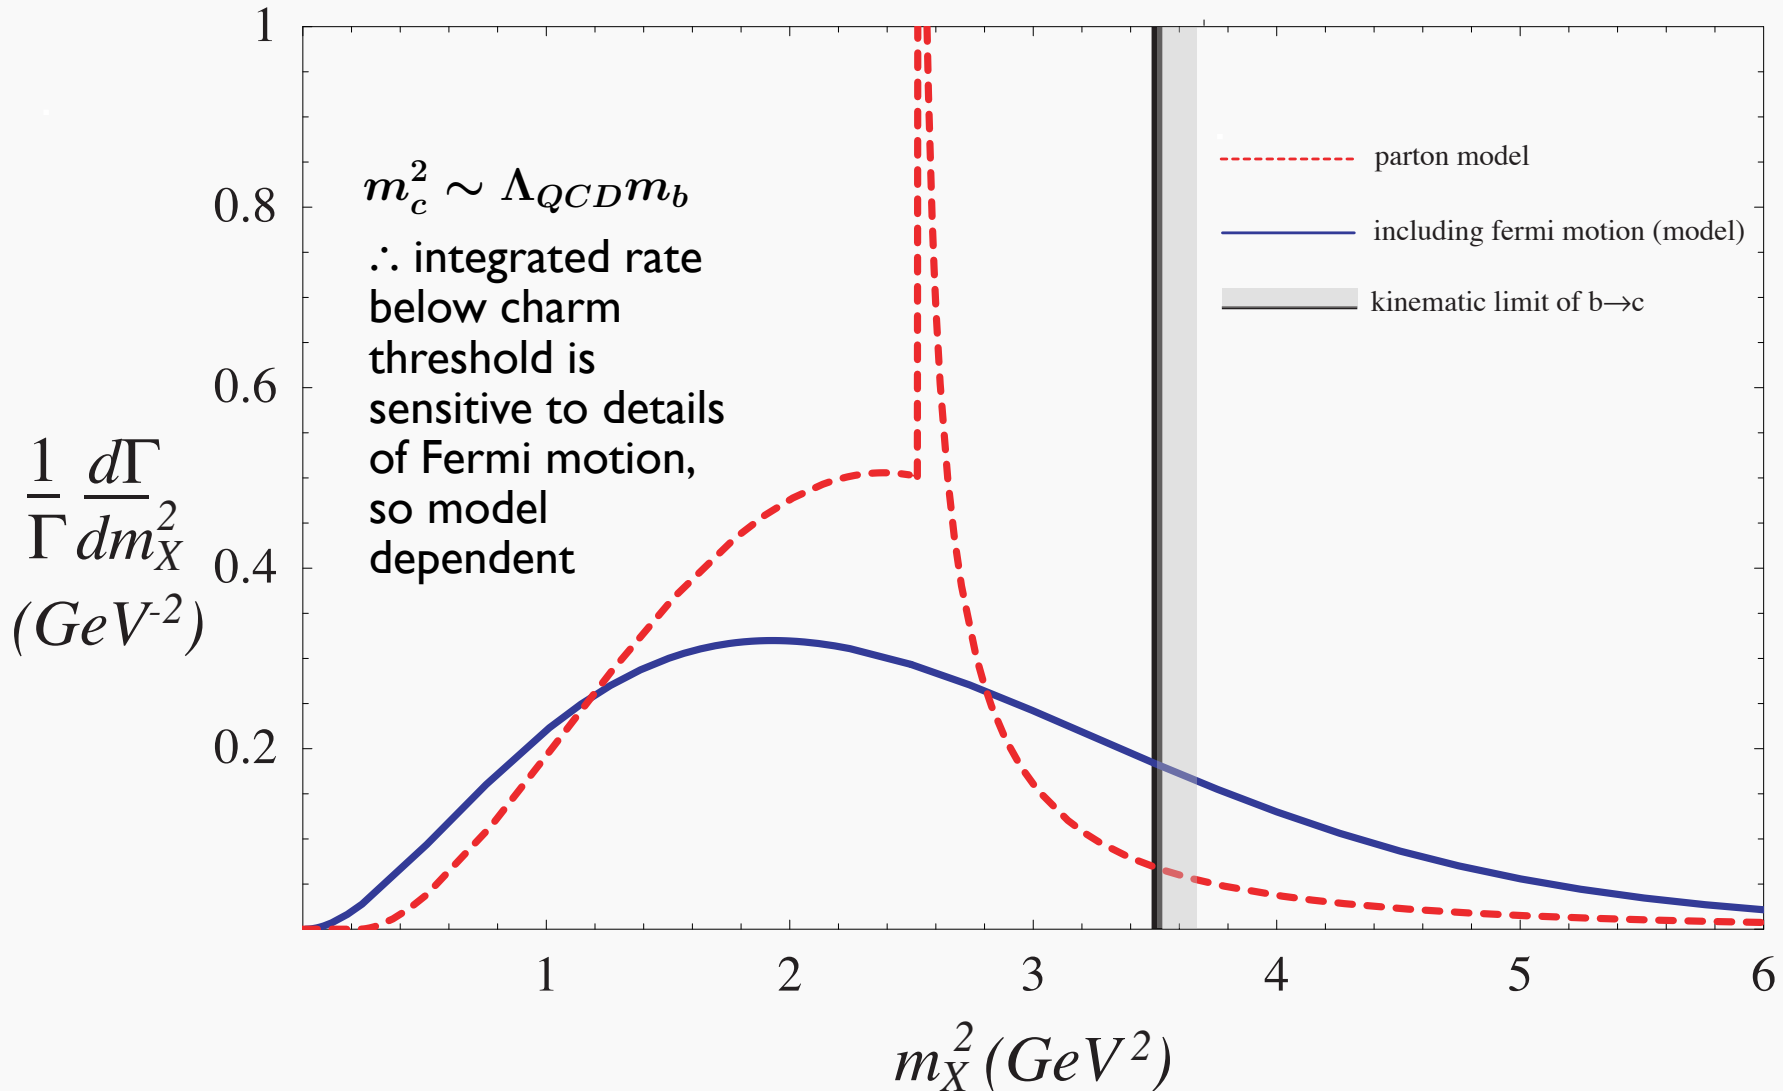 1
0.8
0.6
0.4
0.2
1/Γ dΓ/dm_X^2
(GeV^-2)
m_c^2 ∼ Λ_QCD m_b
∴ integrated rate
below charm
threshold is
sensitive to details
of Fermi motion,
so model
dependent
parton model
including fermi motion (model)
kinematic limit of b→c
1 2 3 4 5 6
m_X^2 (GeV^2)